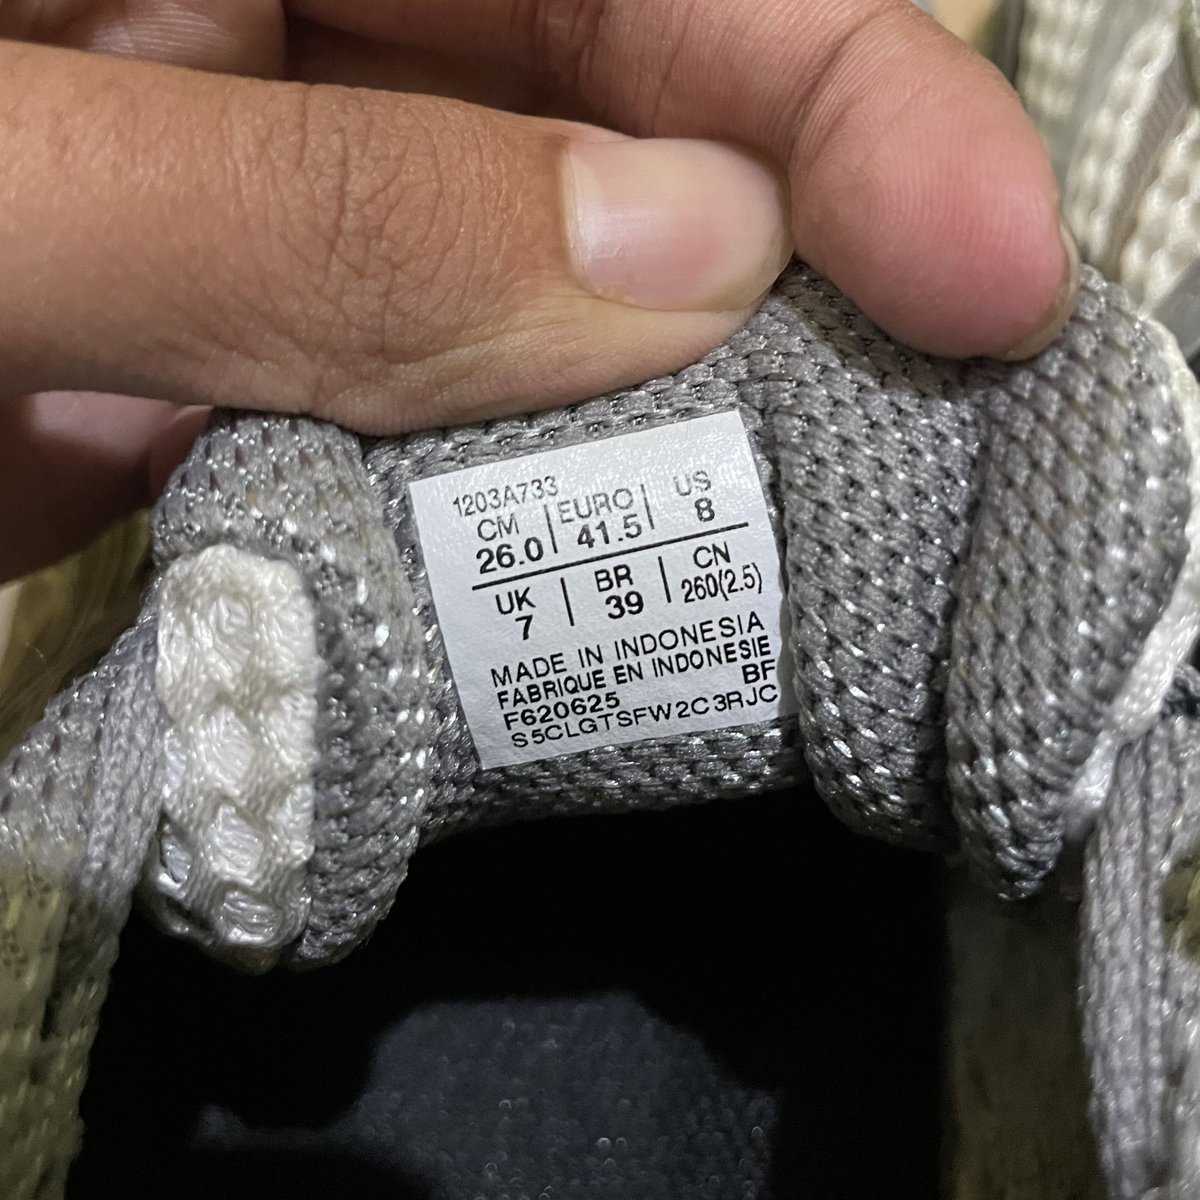 1203A733
CM | EURO | US
26.0 | 41.5 | 8
UK | BR | CN
7 | 39 | 260(2.5)
MADE IN INDONESIA
FABRIQUE EN INDONESIE
F620625 BF
S5CLGTSFW2C3RJC